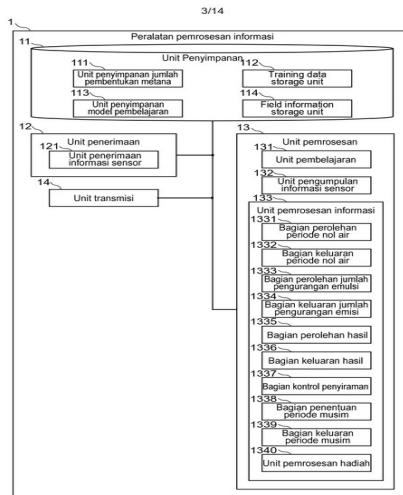 3/14
1
Peralatan pemrosesan informasi
11
Unit Penyimpanan
111
Unit penyimpanan jumlah
pembentukan metana
112
Training data
storage unit
113
Unit penyimpanan
model pembelajaran
114
Field information
storage unit
12
Unit penerimaan
121
Unit penerimaan
informasi sensor
14
Unit transmisi
13
Unit pemrosesan
131
Unit pembelajaran
132
Unit pengumpulan
informasi sensor
133
Unit pemrosesan informasi
1331
Bagian perolehan
periode nol air
1332
Bagian keluaran
periode nol air
1333
Bagian perolehan jumlah
pengurangan emulsi
1334
Bagian keluaran jumlah
pengurangan emisi
1335
Bagian perolehan hasil
1336
Bagian keluaran hasil
1337
Bagian kontrol penyiraman
1338
Bagian penentuan
periode musim
1339
Bagian keluaran
periode musim
1340
Unit pemrosesan hadiah